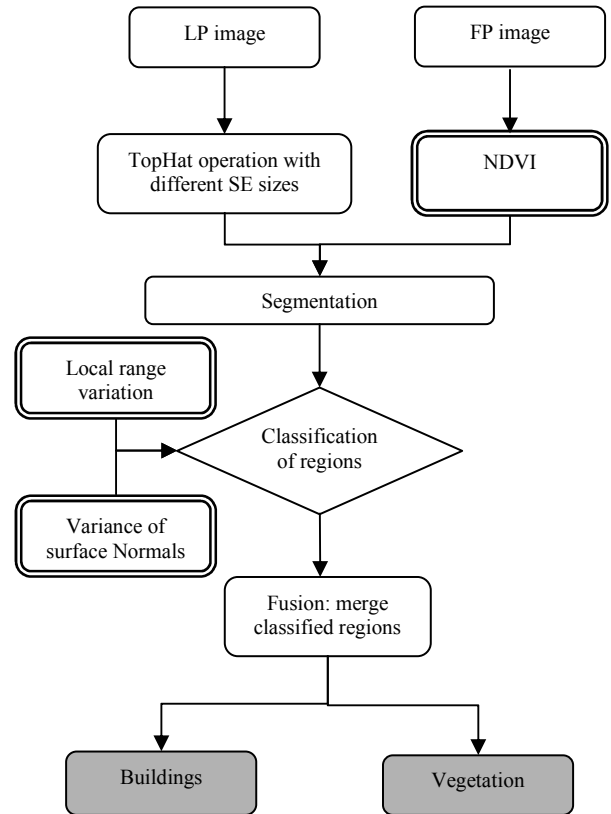 LP image
FP image
TopHat operation with
different SE sizes
NDVI
Segmentation
Local range
variation
Classification
of regions
Variance of
surface Normals
Fusion: merge
classified regions
Buildings
Vegetation